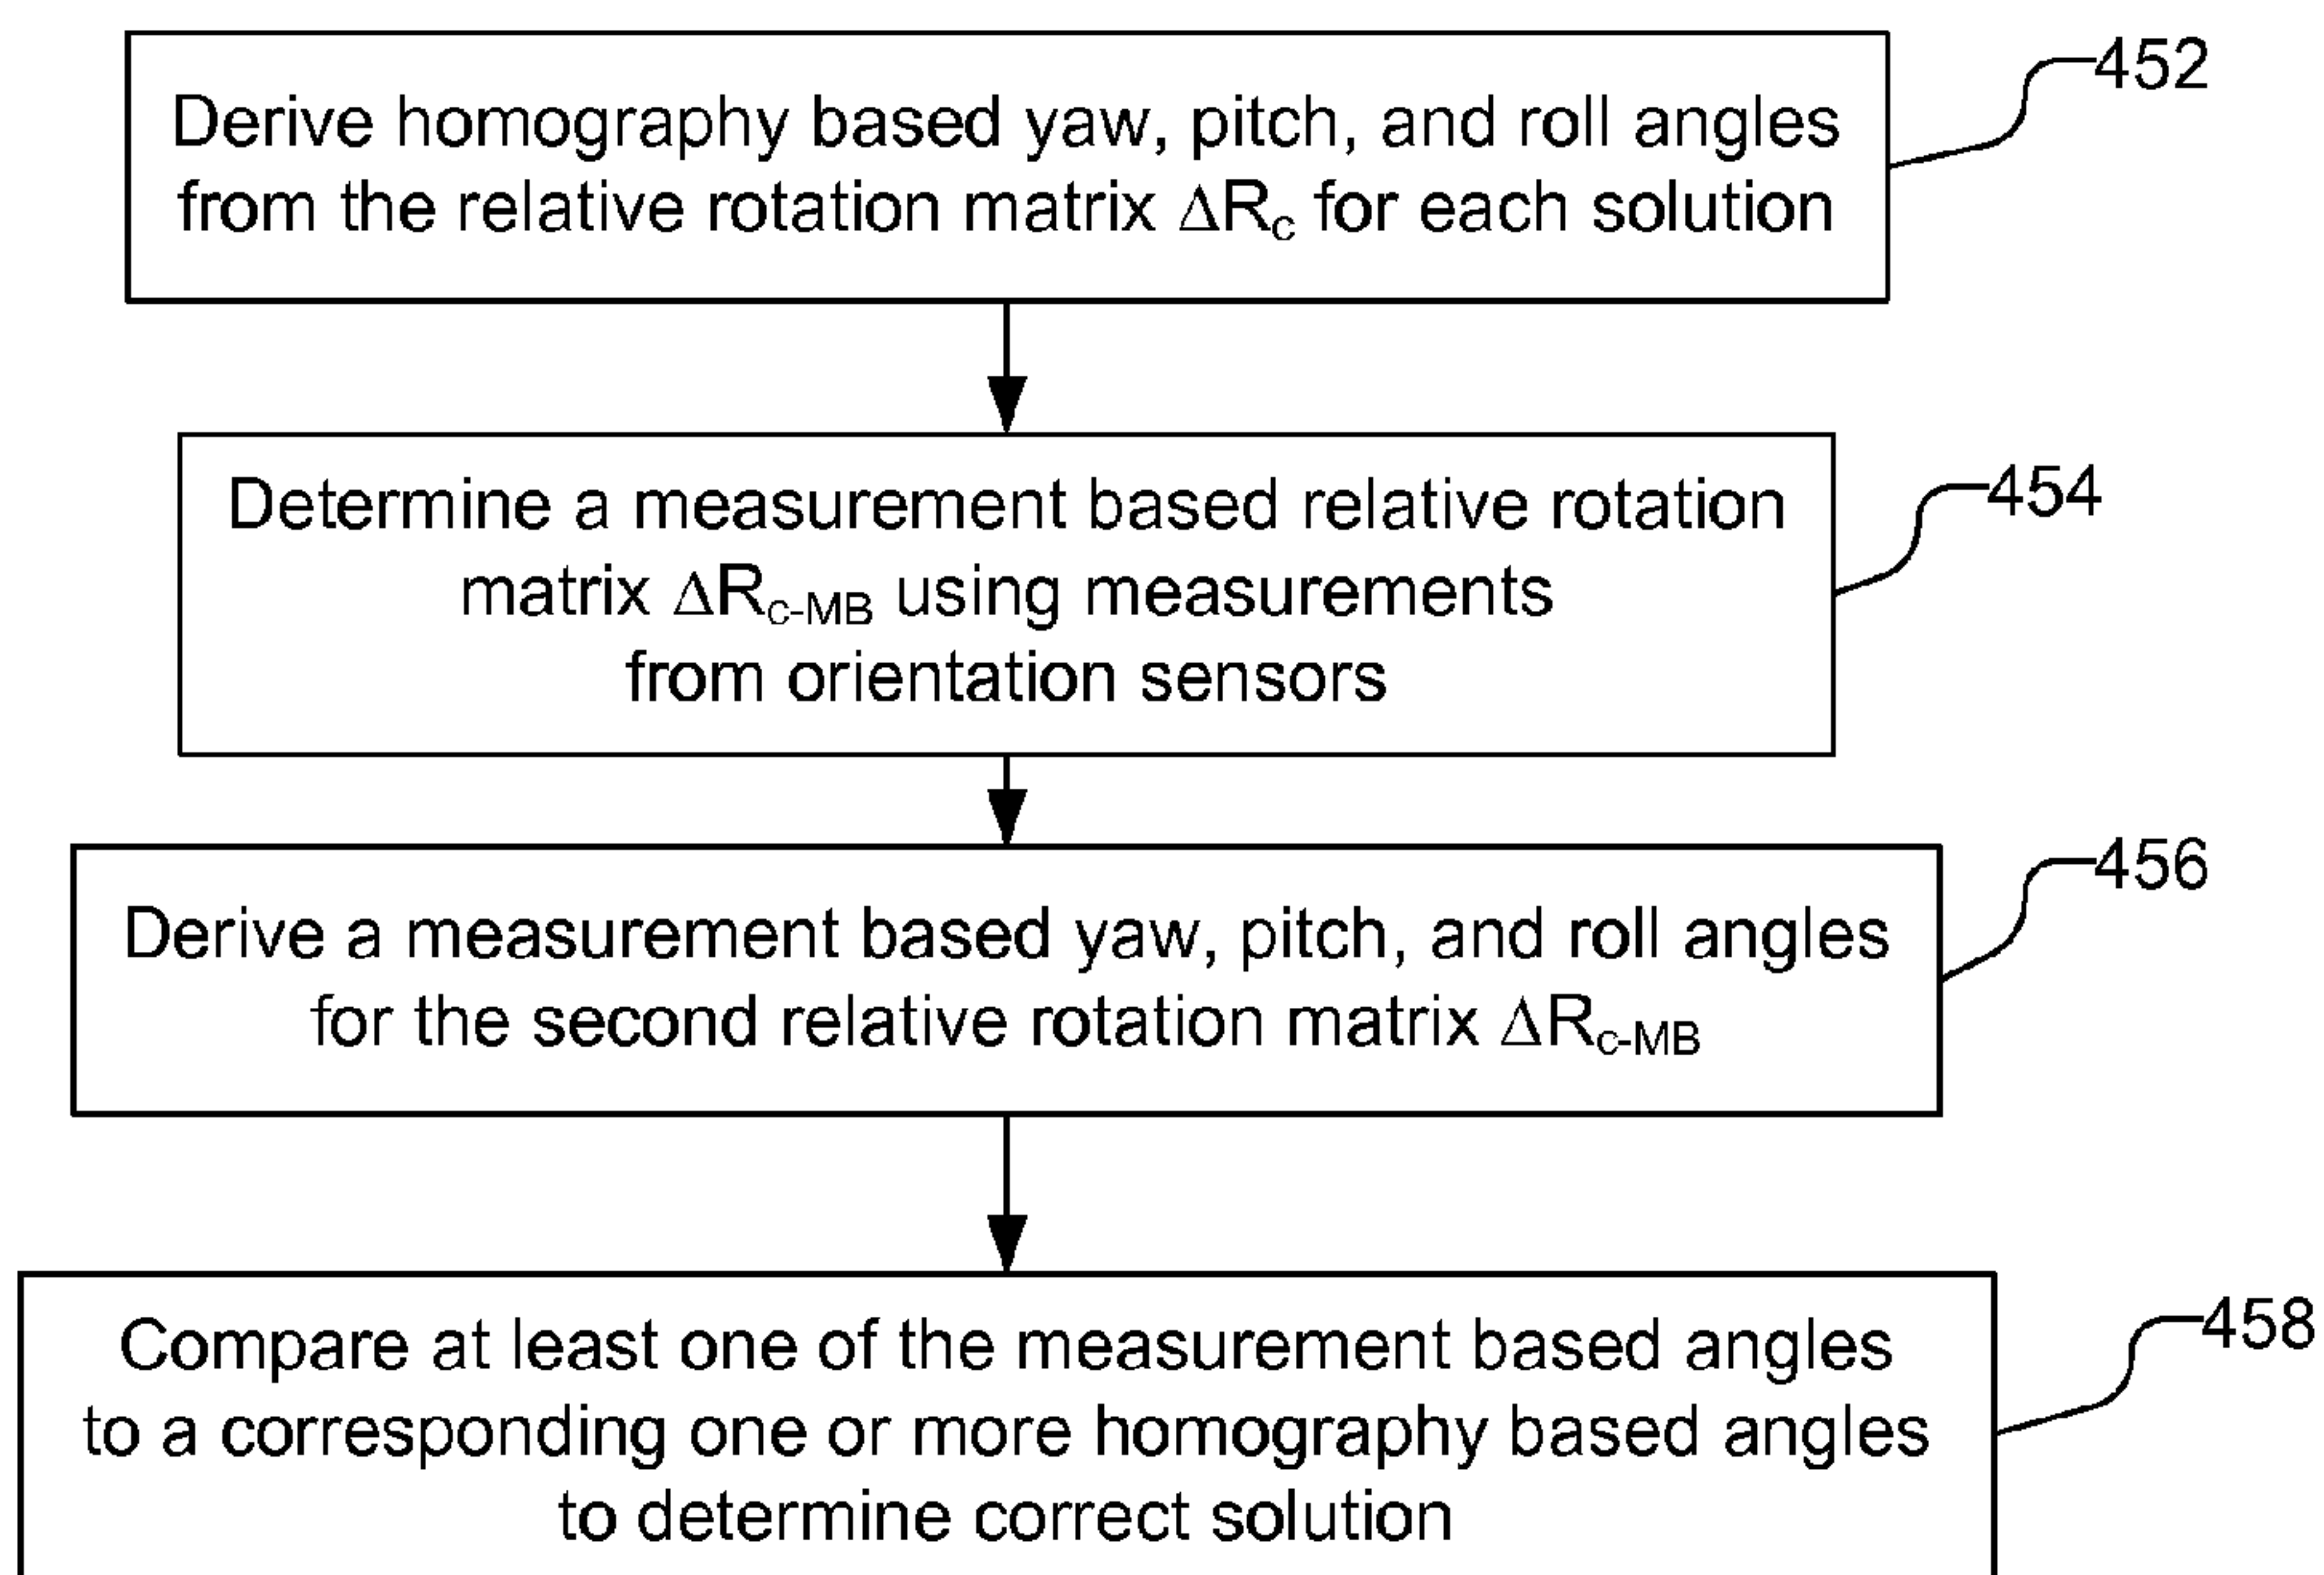 452
Derive homography based yaw, pitch, and roll angles
from the relative rotation matrix ΔRc for each solution
454
Determine a measurement based relative rotation
matrix ΔRc-MB using measurements
from orientation sensors
456
Derive a measurement based yaw, pitch, and roll angles
for the second relative rotation matrix ΔRc-MB
458
Compare at least one of the measurement based angles
to a corresponding one or more homography based angles
to determine correct solution